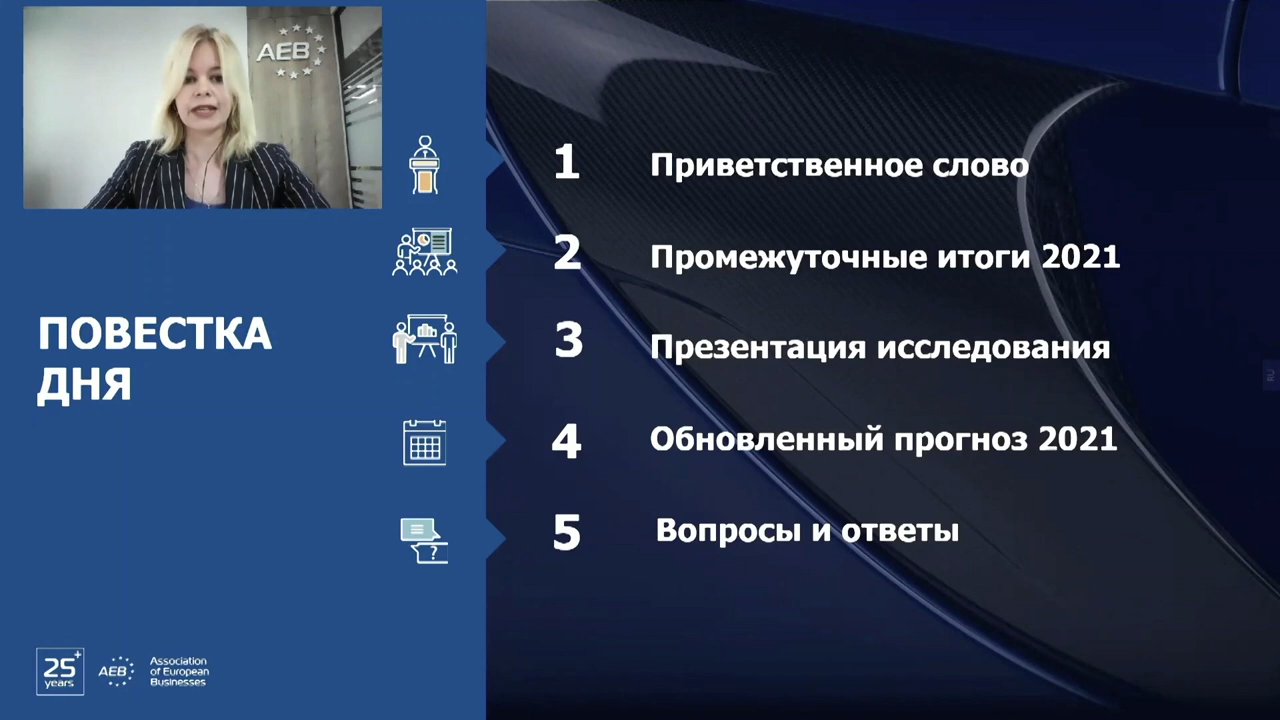 AEB
ПОВЕСТКА
ДНЯ
1 Приветственное слово
2 Промежуточные итоги 2021
3 Презентация исследования
4 Обновленный прогноз 2021
5 Вопросы и ответы
?
RU
25+
years
AEB
Association
of European
Businesses